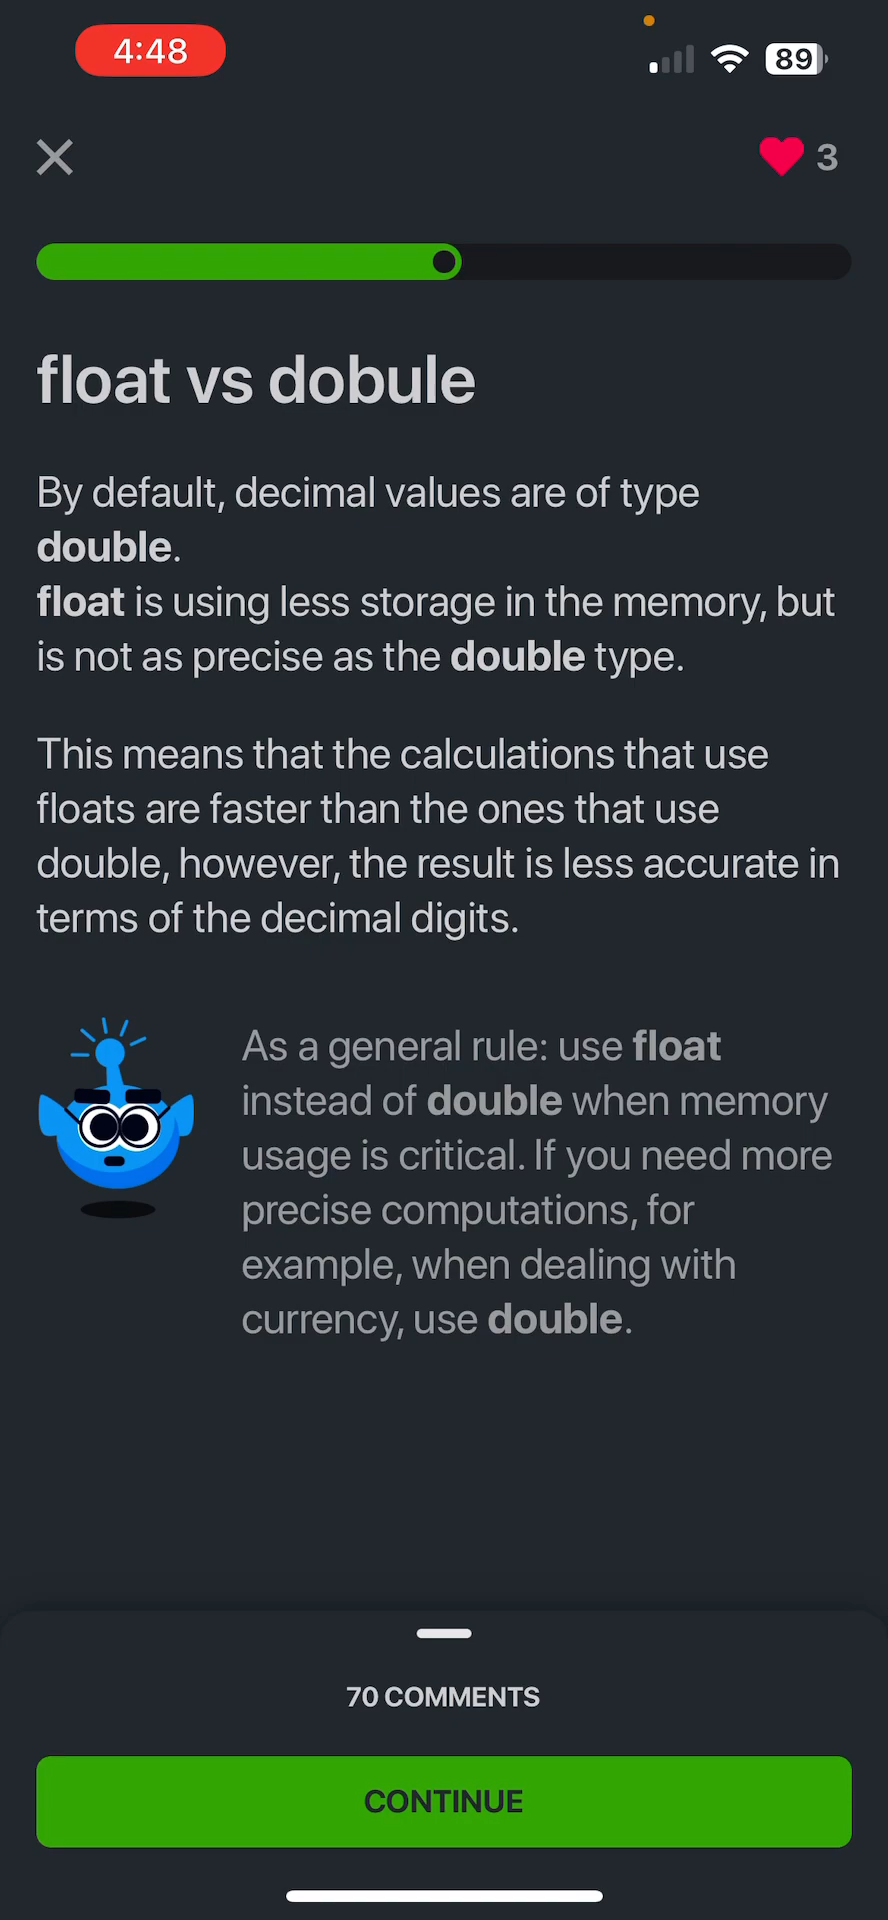 4:48
89
3
float vs dobule
By default, decimal values are of type
double.
float is using less storage in the memory, but
is not as precise as the double type.
This means that the calculations that use
floats are faster than the ones that use
double, however, the result is less accurate in
terms of the decimal digits.
As a general rule: use float
instead of double when memory
usage is critical. If you need more
precise computations, for
example, when dealing with
currency, use double.
70 COMMENTS
CONTINUE